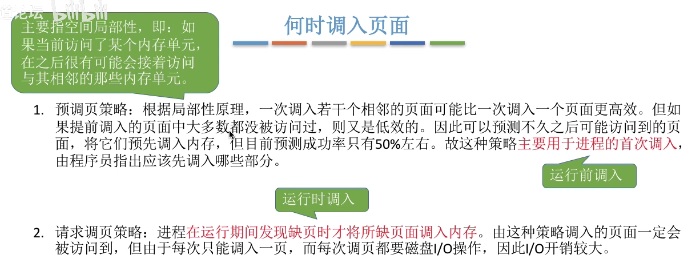 论坛
bilibili
何时调入页面
主要指空间局部性，即：如
果当前访问了某个内存单元，
在之后很有可能会接着访问
与其相邻的那些内存单元。
1. 预调页策略：根据局部性原理，一次调入若干个相邻的页面可能比一次调入一个页面更高效。但如
果提前调入的页面中大多数都没被访问过，则又是低效的。因此可以预测不久之后可能访问到的页
面，将它们预先调入内存，但目前预测成功率只有50%左右。故这种策略主要用于进程的首次调入，
由程序员指出应该先调入哪些部分。
运行前调入
运行时调入
2. 请求调页策略：进程在运行期间发现缺页时才将所缺页面调入内存。由这种策略调入的页面一定会
被访问到，但由于每次只能调入一页，而每次调页都要磁盘I/O操作，因此I/O开销较大。